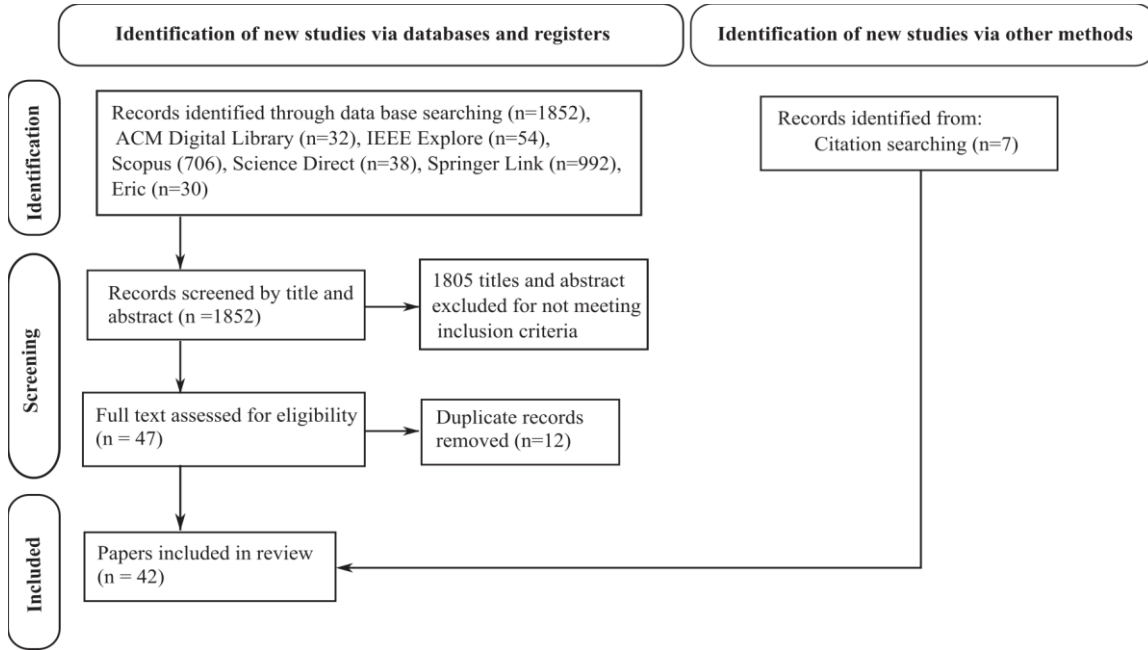 Identification of new studies via databases and registers
Identification of new studies via other methods
Identification
Records identified through data base searching (n=1852),
ACM Digital Library (n=32), IEEE Explore (n=54),
Scopus (706), Science Direct (n=38), Springer Link (n=992),
Eric (n=30)
Records identified from:
Citation searching (n=7)
Screening
Records screened by title and
abstract (n =1852)
1805 titles and abstract
excluded for not meeting
inclusion criteria
Full text assessed for eligibility
(n = 47)
Duplicate records
removed (n=12)
Included
Papers included in review
(n = 42)